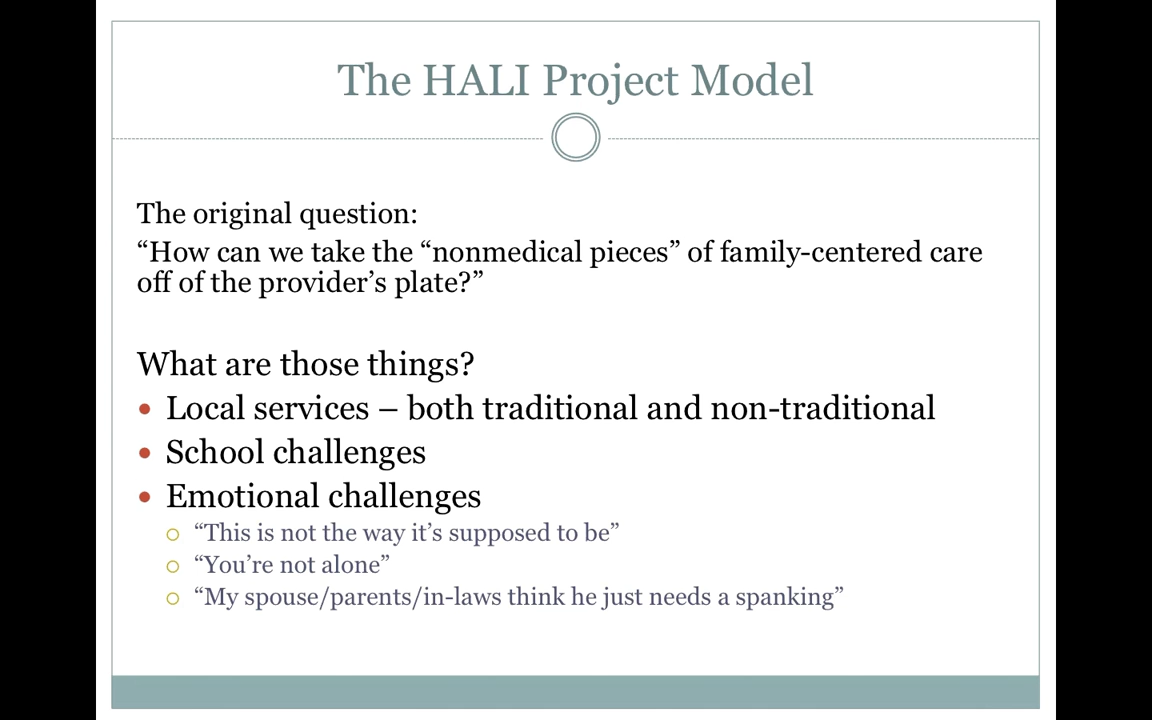 The HALI Project Model
The original question:
“How can we take the “nonmedical pieces” of family-centered care
off of the provider’s plate?”
What are those things?
• Local services – both traditional and non-traditional
• School challenges
• Emotional challenges
○ “This is not the way it’s supposed to be”
○ “You’re not alone”
○ “My spouse/parents/in-laws think he just needs a spanking”